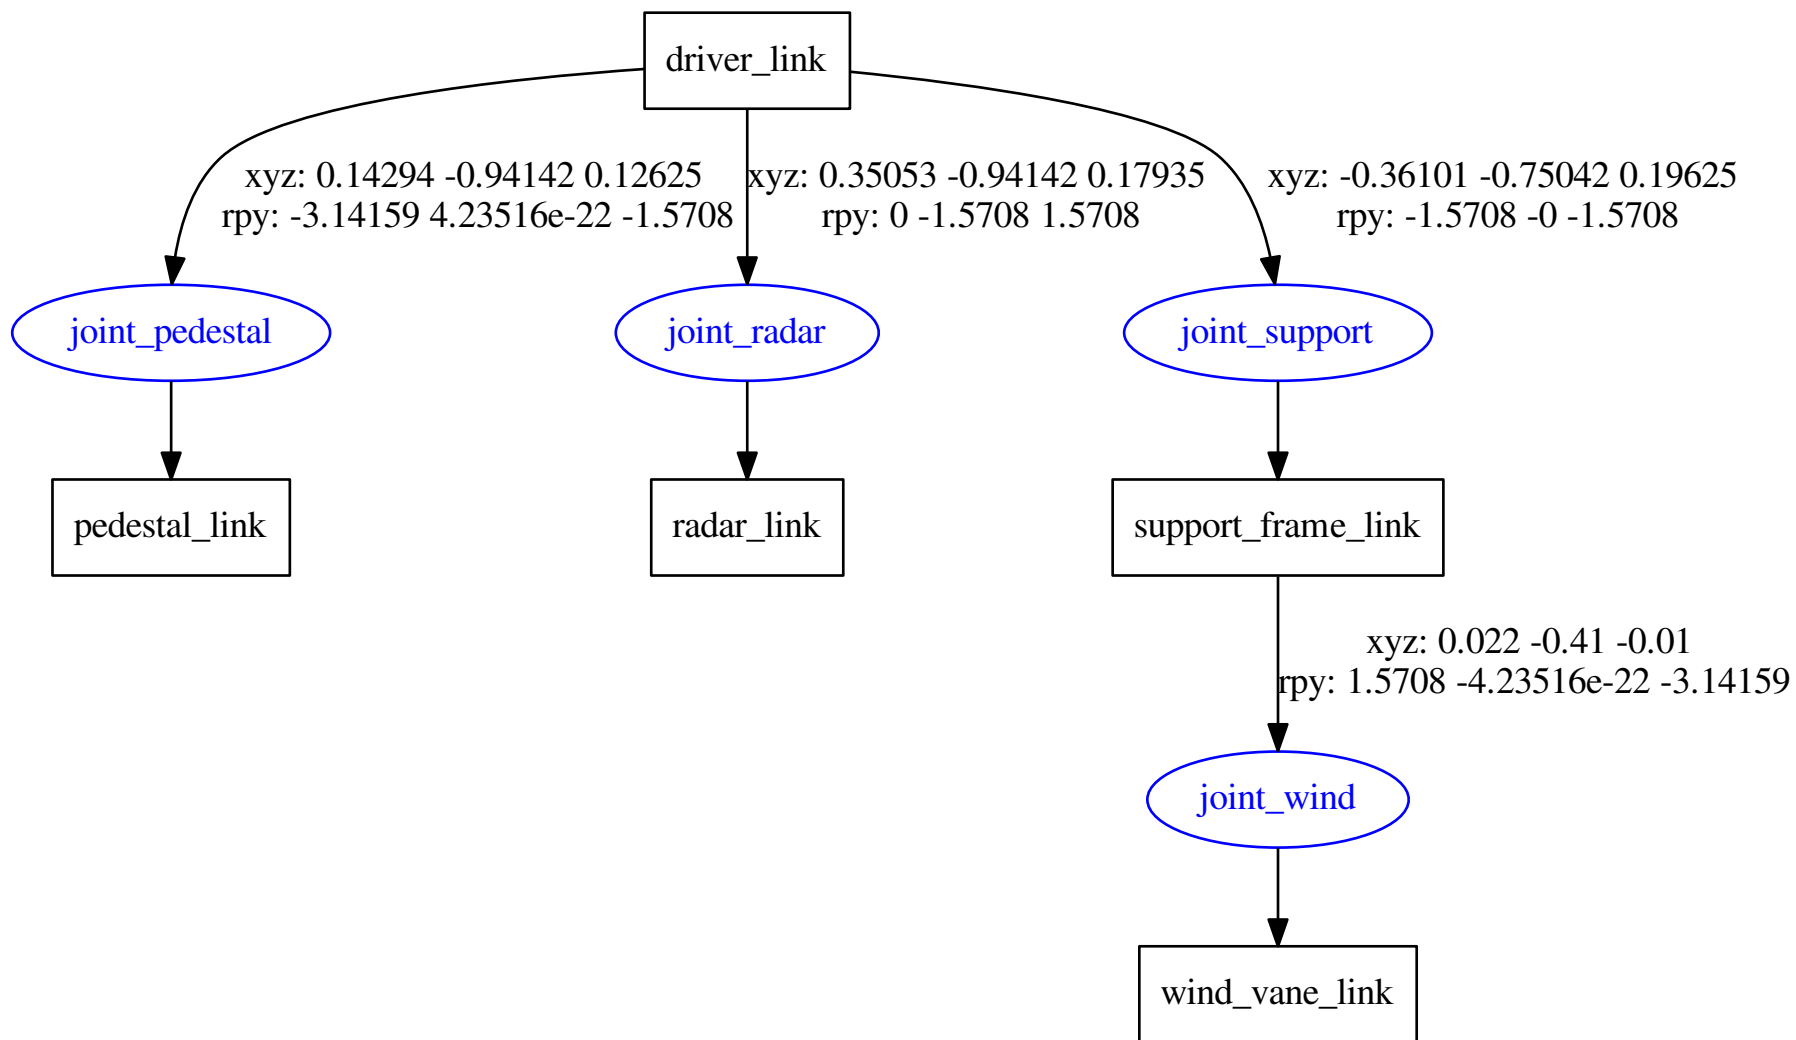 driver_link
xyz: 0.14294 -0.94142 0.12625
rpy: -3.14159 4.23516e-22 -1.5708
xyz: 0.35053 -0.94142 0.17935
rpy: 0 -1.5708 1.5708
xyz: -0.36101 -0.75042 0.19625
rpy: -1.5708 -0 -1.5708
joint_pedestal
joint_radar
joint_support
pedestal_link
radar_link
support_frame_link
xyz: 0.022 -0.41 -0.01
rpy: 1.5708 -4.23516e-22 -3.14159
joint_wind
wind_vane_link